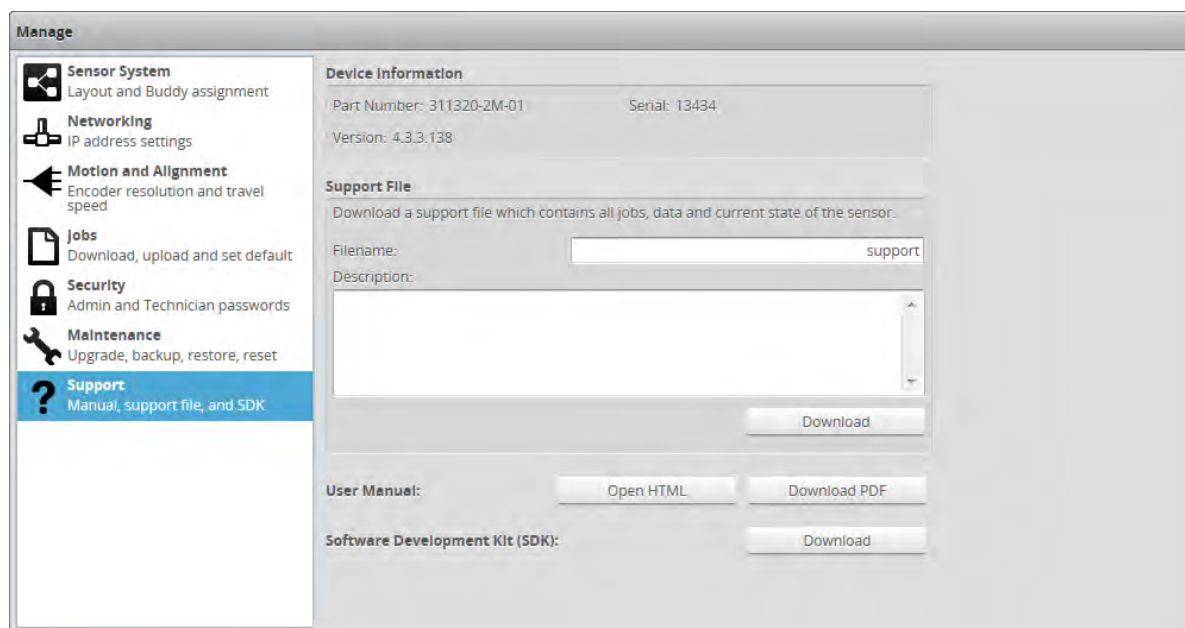 Manage
Sensor System
Layout and Buddy assignment
Networking
IP address settings
Motion and Alignment
Encoder resolution and travel
speed
Jobs
Download, upload and set default
Security
Admin and Technician passwords
Maintenance
Upgrade, backup, restore, reset
Support
Manual, support file, and SDK
Device Information
Part Number: 311320-2M-01 Serial: 13434
Version: 4.3.3.138
Support File
Download a support file which contains all jobs, data and current state of the sensor.
Filename: support
Description:
Download
User Manual: Open HTML Download PDF
Software Development Kit (SDK): Download